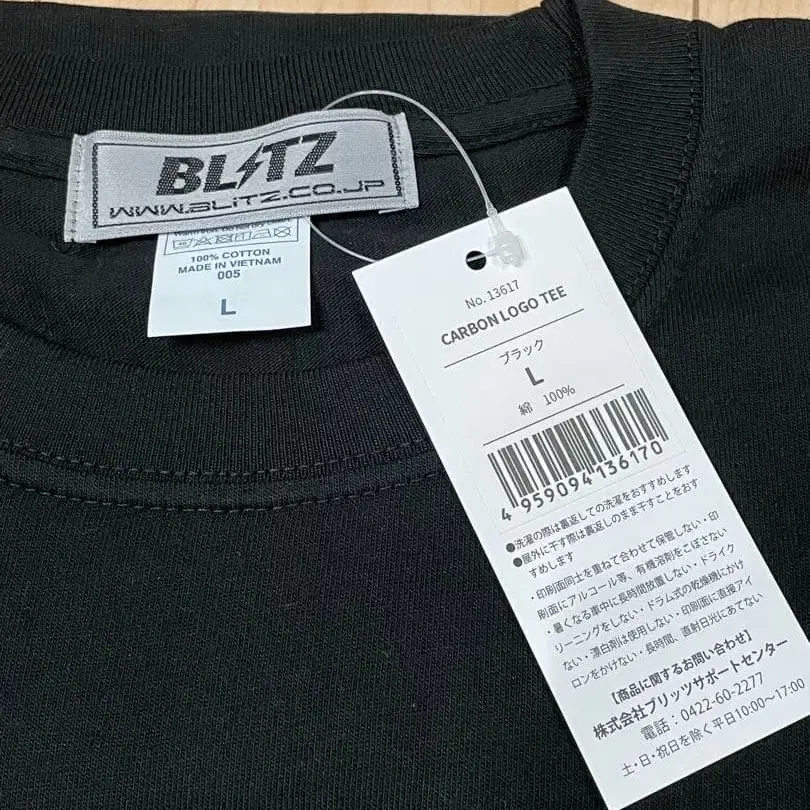 BLITZ
WWW.BLITZ.CO.JP
100% COTTON
MADE IN VIETNAM
005
L
No. 13617
CARBON LOGO TEE
ブラック
L
綿 100%
4 959094 136170
●洗濯の際は裏返しての洗濯をおすすめします
●屋外に干す際は裏返しのまま干すことをおす
すめします
・印刷面同士を重ねて合わせて保管しない・印
刷面にアルコール等、有機溶剤をこぼさない
・暑くなる車中に長時間放置しない・ドライク
リーニングをしない・ドラム式の乾燥機にかけ
ない・漂白剤は使用しない・印刷面に直接アイ
ロンをかけない・長時間、直射日光にあてない
【商品に関するお問い合わせ】
株式会社ブリッツサポートセンター
電話：0422-60-2277
土・日・祝日を除く平日10:00～17:00